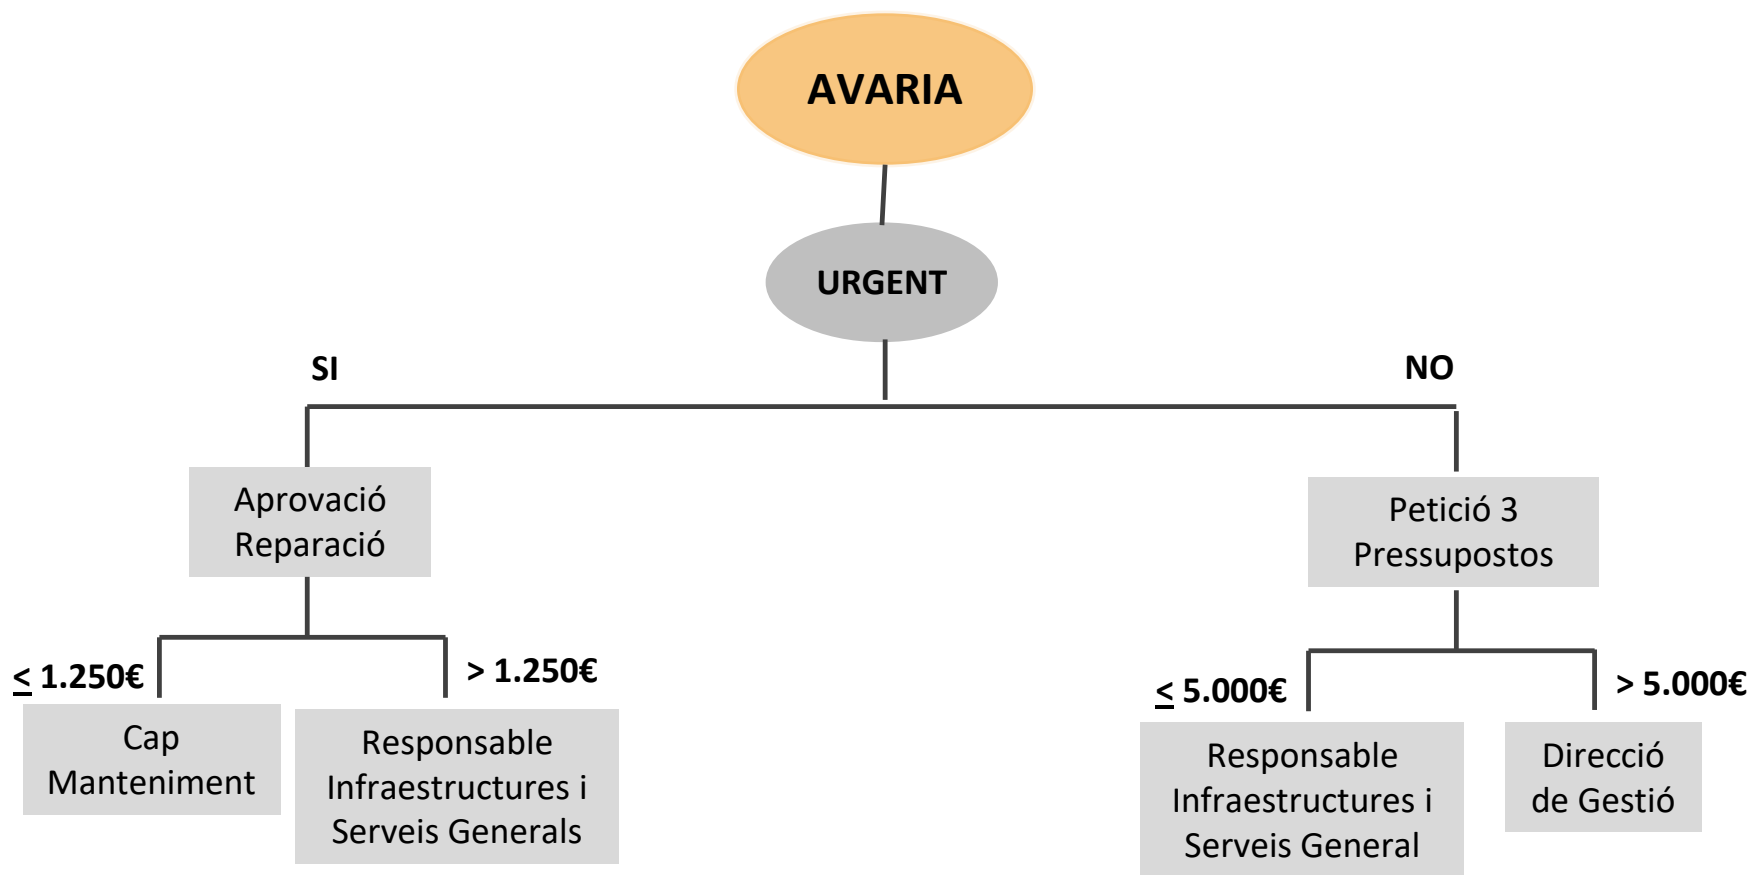 AVARIA
URGENT
SI
NO
Aprovació
Reparació
Petició 3
Pressupostos
≤ 1.250€
> 1.250€
≤ 5.000€
> 5.000€
Cap
Manteniment
Responsable
Infraestructures i
Serveis Generals
Responsable
Infraestructures i
Serveis General
Direcció
de Gestió